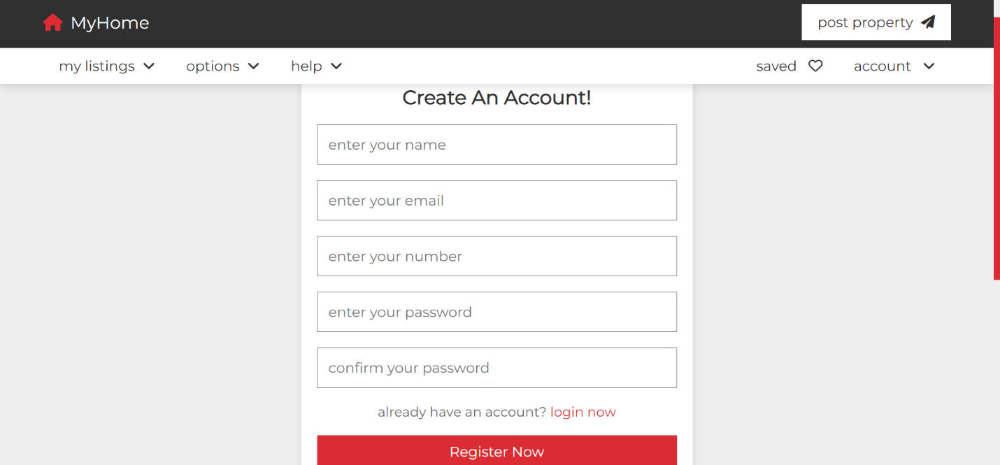 MyHome
post property
my listings
options
help
saved
account
Create An Account!
enter your name
enter your email
enter your number
enter your password
confirm your password
already have an account? login now
Register Now